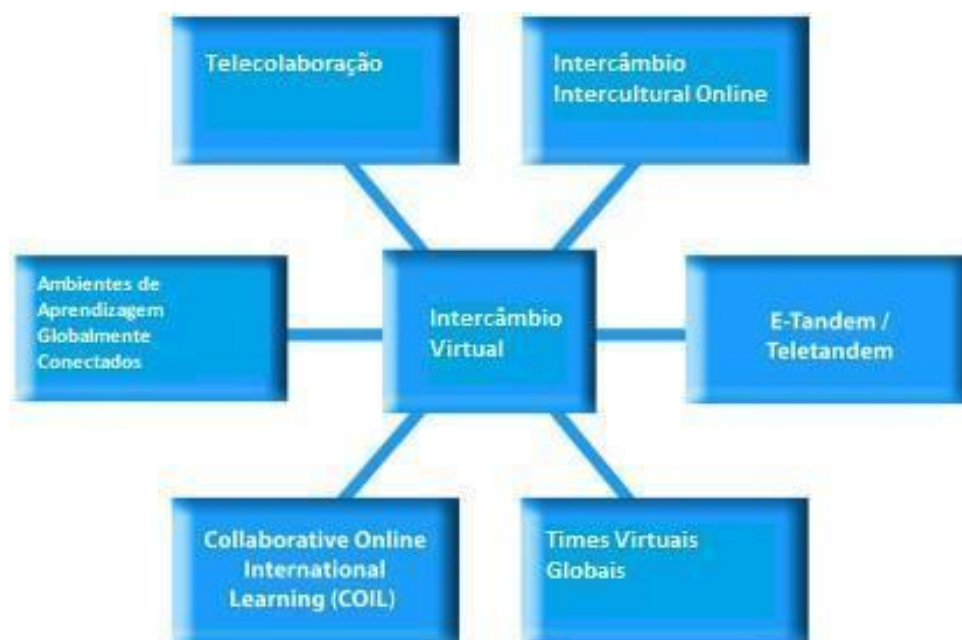 Telecolaboração
Intercâmbio
Intercultural Online
Ambientes de
Aprendizagem
Globalmente
Conectados
Intercâmbio
Virtual
E-Tandem /
Teletandem
Collaborative Online
International
Learning (COIL)
Times Virtuais
Globais